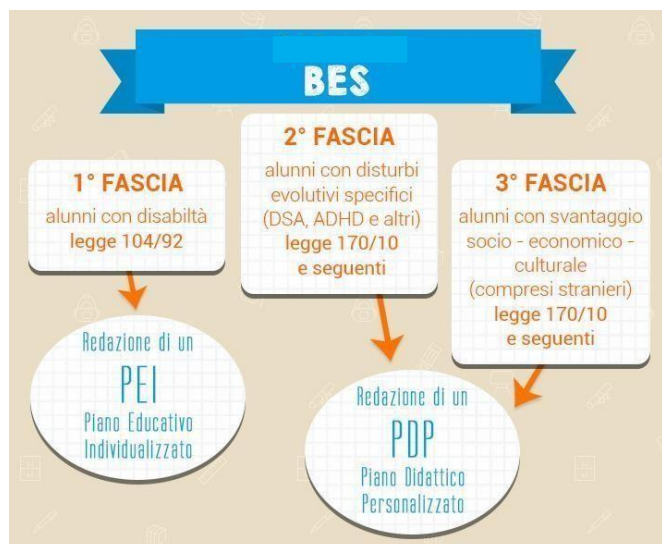 BES
1° FASCIA
alunni con disabiltà
legge 104/92
2° FASCIA
alunni con disturbi
evolutivi specifici
(DSA, ADHD e altri)
legge 170/10
e seguenti
3° FASCIA
alunni con svantaggio
socio - economico -
culturale
(compresi stranieri)
legge 170/10
e seguenti
Redazione di un
PEI
Piano Educativo
Individualizzato
Redazione di un
PDP
Piano Didattico
Personalizzato